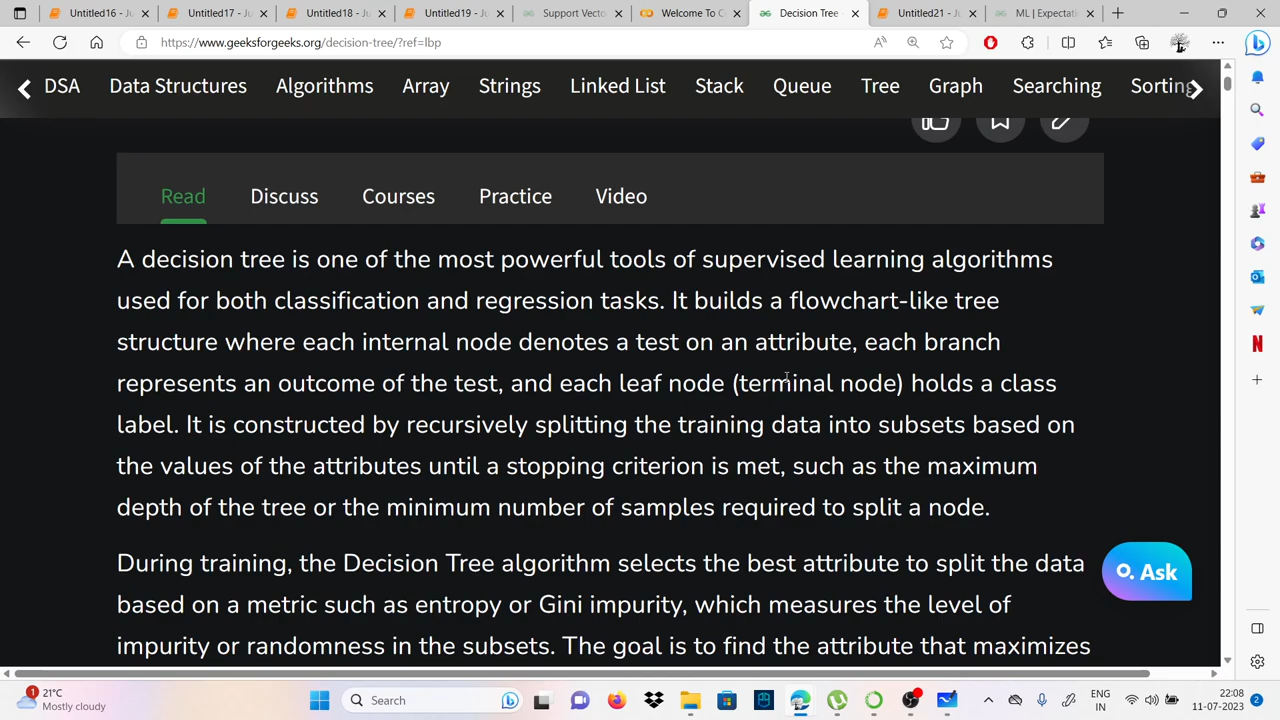 Untitled16 - Ju
Untitled17 - Ju
Untitled18 - Ju
Untitled19 - Ju
Support Vecto
Welcome To C
Decision Tree -
Untitled21 - Ju
ML | Expectati
https://www.geeksforgeeks.org/decision-tree/?ref=lbp
DSA Data Structures Algorithms Array Strings Linked List Stack Queue Tree Graph Searching Sorting
Read Discuss Courses Practice Video
A decision tree is one of the most powerful tools of supervised learning algorithms
used for both classification and regression tasks. It builds a flowchart-like tree
structure where each internal node denotes a test on an attribute, each branch
represents an outcome of the test, and each leaf node (terminal node) holds a class
label. It is constructed by recursively splitting the training data into subsets based on
the values of the attributes until a stopping criterion is met, such as the maximum
depth of the tree or the minimum number of samples required to split a node.
During training, the Decision Tree algorithm selects the best attribute to split the data
based on a metric such as entropy or Gini impurity, which measures the level of
impurity or randomness in the subsets. The goal is to find the attribute that maximizes
Ask
1
21°C
Mostly cloudy
Search
ENG
IN
22:08
11-07-2023
2